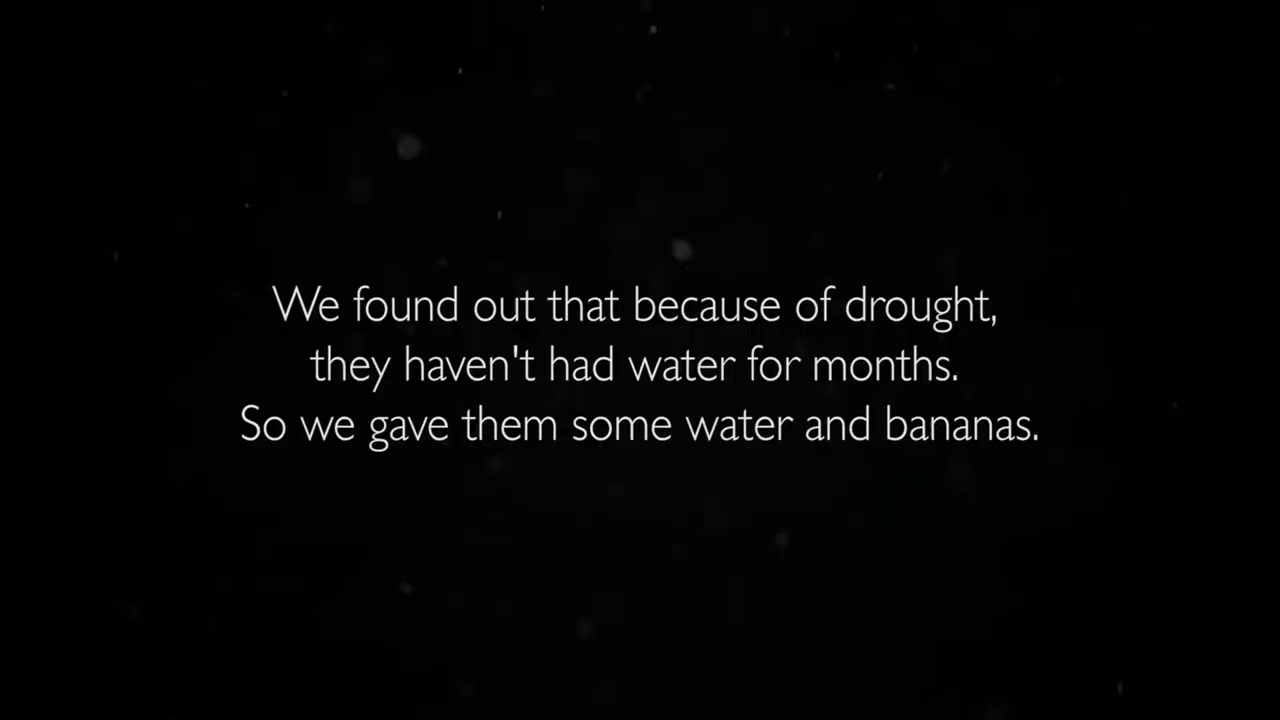 We found out that because of drought,
they haven't had water for months.
So we gave them some water and bananas.